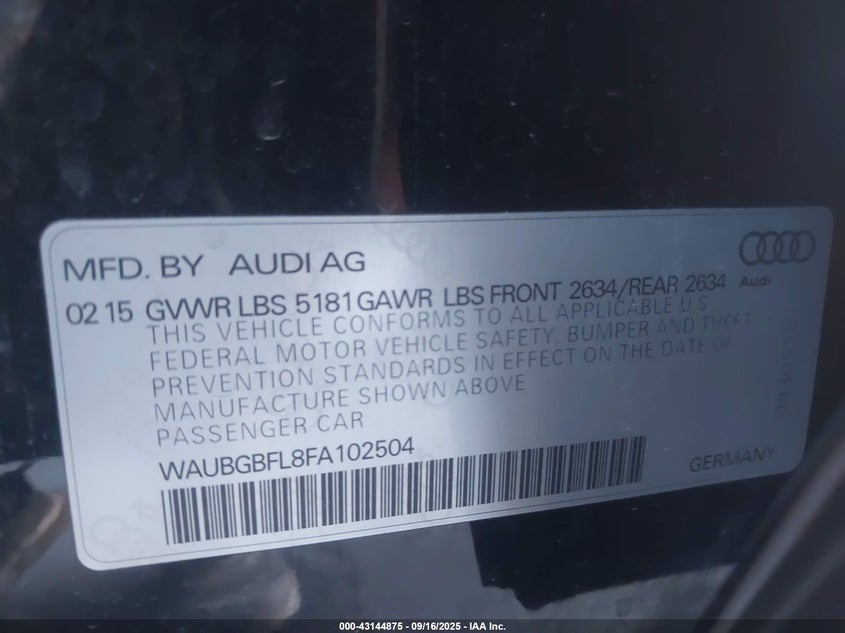 MFD. BY AUDI AG
Audi
02 15 GVWR LBS 5181 GAWR LBS FRONT 2634/REAR 2634
THIS VEHICLE CONFORMS TO ALL APPLICABLE U.S
FEDERAL MOTOR VEHICLE SAFETY, BUMPER AND THEFT
PREVENTION STANDARDS IN EFFECT ON THE DATE OF
MANUFACTURE SHOWN ABOVE
PASSENGER CAR
WAUBGBFL8FA102504
GERMANY
000-43144875 - 09/16/2025 - IAA Inc.